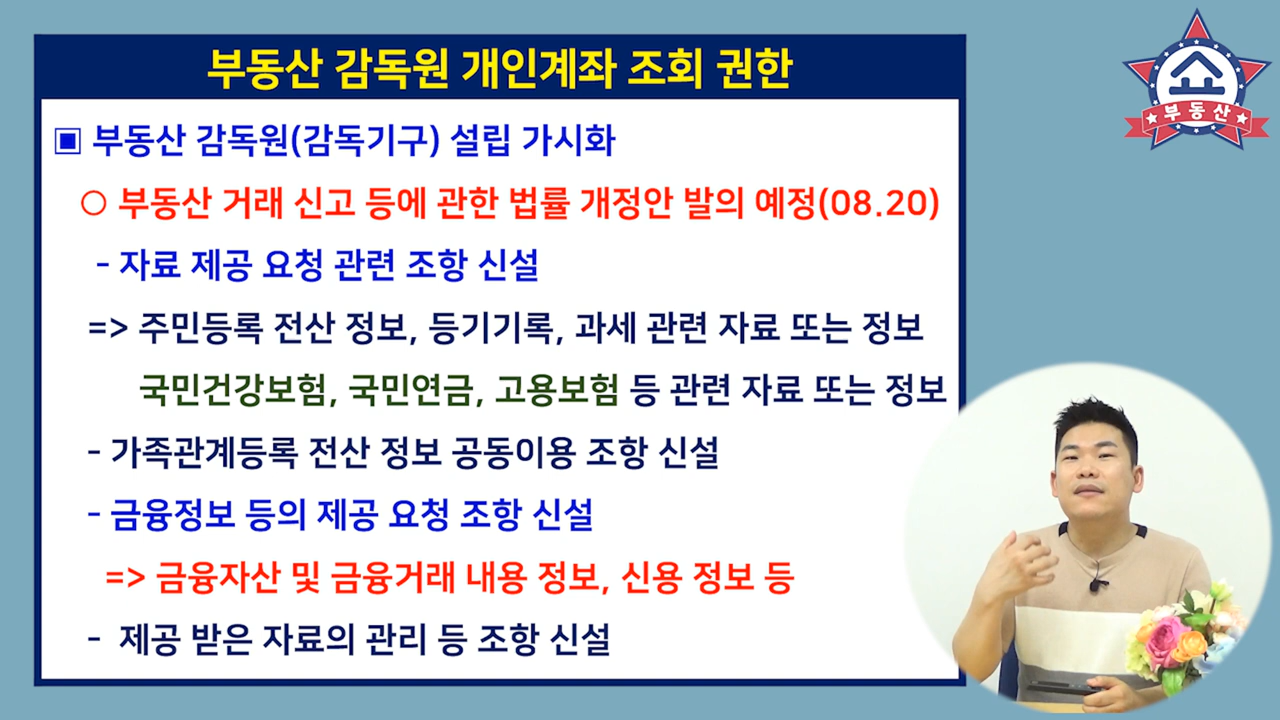 부동산 감독원 개인계좌 조회 권한
▣ 부동산 감독원(감독기구) 설립 가시화
○ 부동산 거래 신고 등에 관한 법률 개정안 발의 예정(08.20)
- 자료 제공 요청 관련 조항 신설
=> 주민등록 전산 정보, 등기기록, 과세 관련 자료 또는 정보
국민건강보험, 국민연금, 고용보험 등 관련 자료 또는 정보
- 가족관계등록 전산 정보 공동이용 조항 신설
- 금융정보 등의 제공 요청 조항 신설
=> 금융자산 및 금융거래 내용 정보, 신용 정보 등
- 제공 받은 자료의 관리 등 조항 신설
쇼
부동산